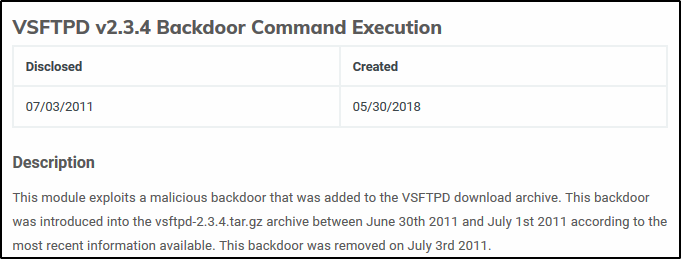 VSFTPD v2.3.4 Backdoor Command Execution
Disclosed Created
07/03/2011 05/30/2018
Description
This module exploits a malicious backdoor that was added to the VSFTPD download archive. This backdoor
was introduced into the vsftpd-2.3.4.tar.gz archive between June 30th 2011 and July 1st 2011 according to the
most recent information available. This backdoor was removed on July 3rd 2011.